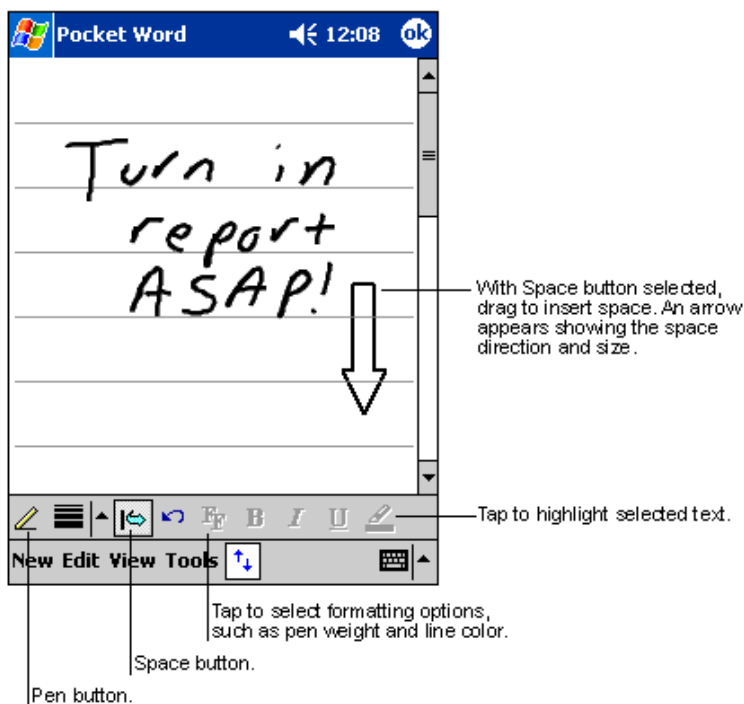 Pocket Word 12:08 ok
Turn in
report
ASAP!
With Space button selected,
drag to insert space. An arrow
appears showing the space
direction and size.
FF B I U
Tap to highlight selected text.
New Edit View Tools
Tap to select formatting options,
such as pen weight and line color.
Space button.
Pen button.